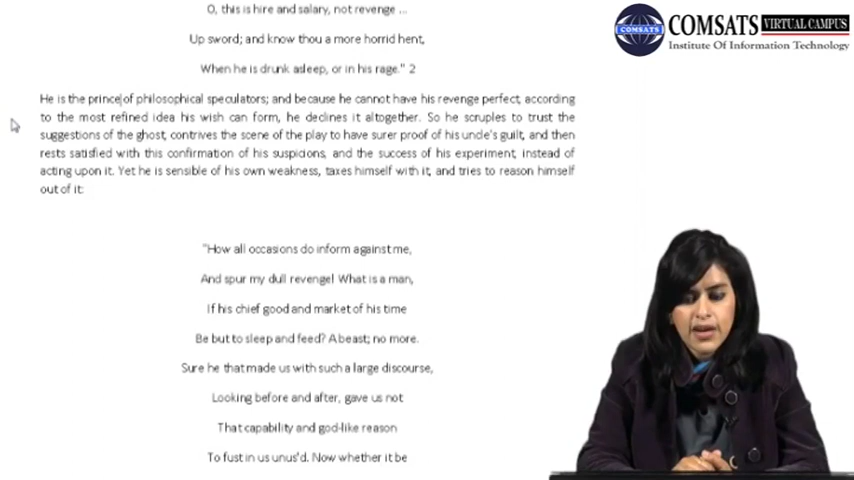 O, this is hire and salary, not revenge ...
Up sword; and know thou a more horrid hent,
When he is drunk asleep, or in his rage." 2
He is the prince of philosophical speculators; and because he cannot have his revenge perfect, according
to the most refined idea his wish can form, he declines it altogether. So he scruples to trust the
suggestions of the ghost, contrives the scene of the play to have surer proof of his uncle's guilt, and then
rests satisfied with this confirmation of his suspicions, and the success of his experiment, instead of
acting upon it. Yet he is sensible of his own weakness, taxes himself with it, and tries to reason himself
out of it:
"How all occasions do inform against me,
And spur my dull revenge! What is a man,
If his chief good and market of his time
Be but to sleep and feed? A beast; no more.
Sure he that made us with such a large discourse,
Looking before and after, gave us not
That capability and god-like reason
To fust in us unus'd. Now whether it be
COMSATS
COMSATS VIRTUAL CAMPUS
Institute Of Information Technology